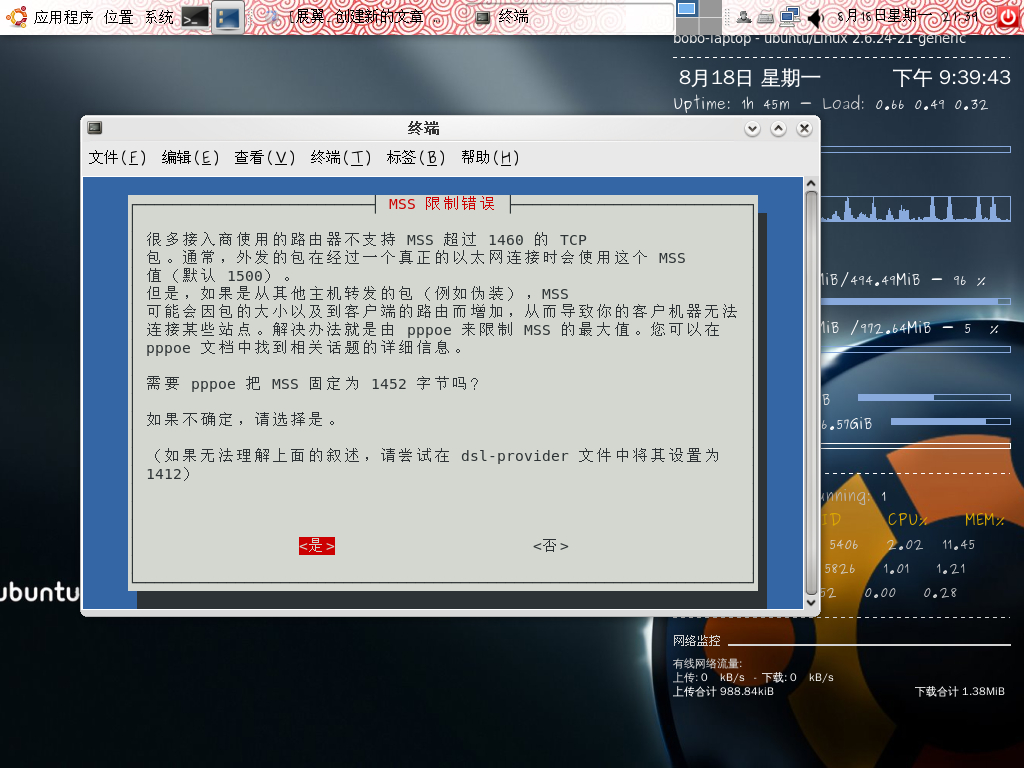 应用程序 位置 系统
[展翼..创建新的文章 ..
终端
8月18日星期一 21:39
bobo-laptop - ubuntu/Linux 2.6.24-21-generic
8月18日 星期一 下午 9:39:43
Uptime: 1h 45m - Load: 0.66 0.49 0.32
终端
文件(F) 编辑(E) 查看(V) 终端(T) 标签(B) 帮助(H)
MSS 限制错误
很多接入商使用的路由器不支持 MSS 超过 1460 的 TCP
包。通常，外发的包在经过一个真正的以太网连接时会使用这个 MSS
值（默认 1500）。
但是，如果是从其他主机转发的包（例如伪装），MSS
可能会因包的大小以及到客户端的路由而增加，从而导致你的客户机器无法
连接某些站点。解决办法就是由 pppoe 来限制 MSS 的最大值。您可以在
pppoe 文档中找到相关话题的详细信息。
需要 pppoe 把 MSS 固定为 1452 字节吗？
如果不确定，请选择是。
（如果无法理解上面的叙述，请尝试在 dsl-provider 文件中将其设置为
1412）
<是> <否>
MiB/494.49MiB - 96 %
MiB /972.64MiB - 5 %
B
6.57GiB
unning: 1
ID CPU% MEM%
5406 2.02 11.45
5826 1.01 1.21
52 0.00 0.28
ubuntu
网络监控
有线网络流量:
上传: 0 kB/s - 下载: 0 kB/s
上传合计 988.84kiB 下载合计 1.38MiB